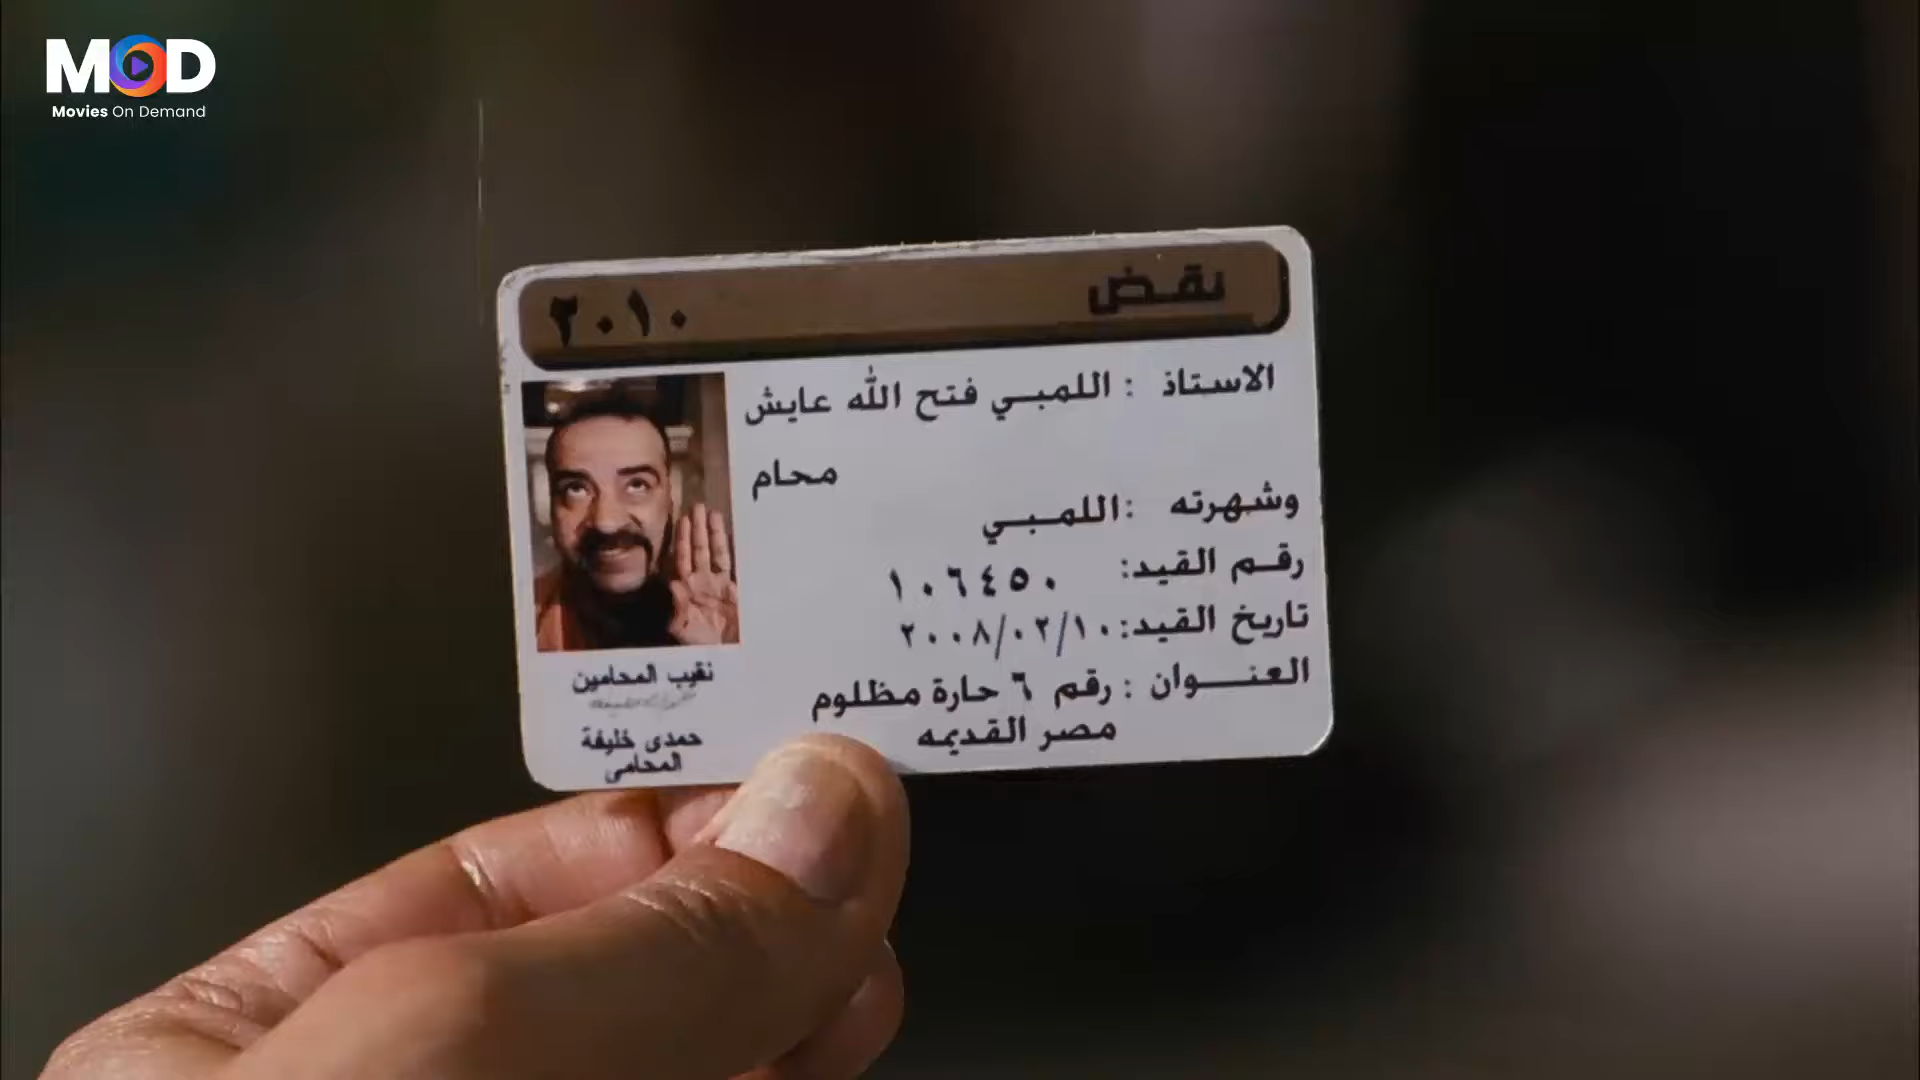 MOD
Movies On Demand
نقض ٢٠١٠
الاستاذ : اللمبي فتح الله عايش
محام
وشهرته : اللمبي
رقم القيد: ١٠٦٤٥٠
تاريخ القيد: ٢٠٠٨/٠٢/١٠
العنوان : رقم ٦ حارة مظلوم
مصر القديمه
نقيب المحامين
حمدى خليفة
المحامى